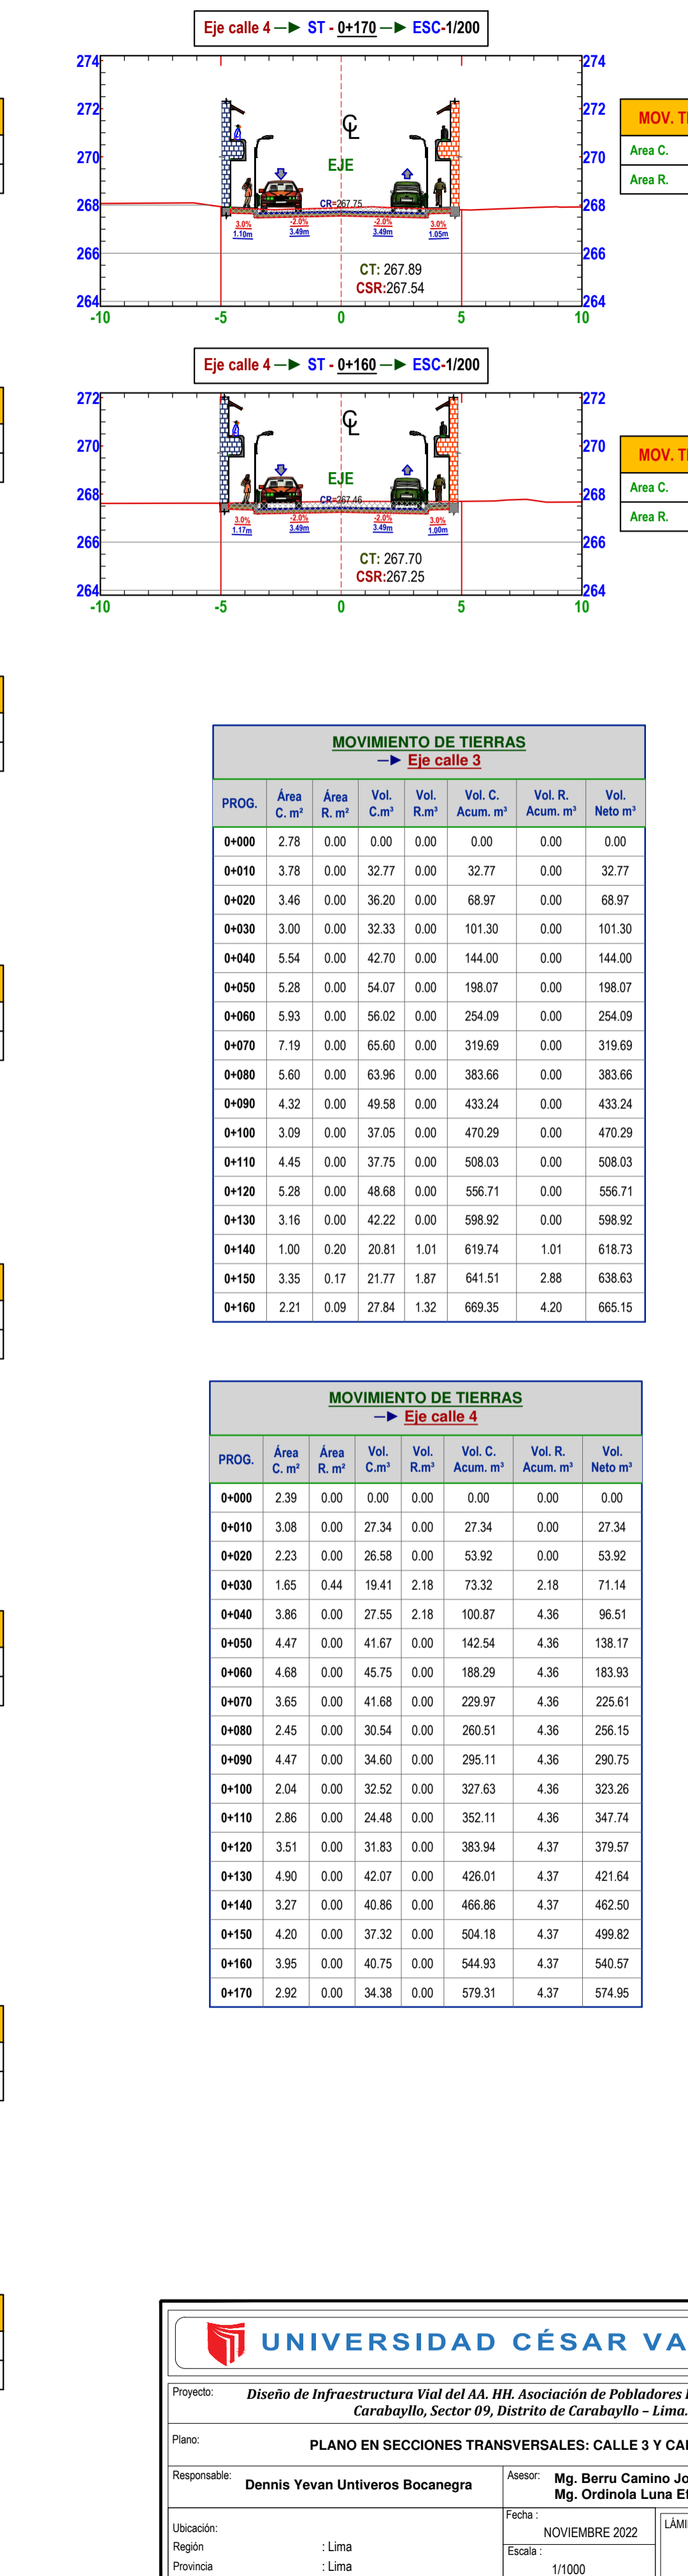 Eje calle 4 ST - 0+170 ESC-1/200
274 274
272 272
270 270
268 268
266 266
264 264
EJE
CR=267.75
3.0% -2.0% -2.0% 3.0%
1.10m 3.49m 3.49m 1.05m
CT: 267.89
CSR:267.54
-10 -5 0 5 10
Area C.
Area R.
Eje calle 4 ST - 0+160 ESC-1/200
272 272
270 270
268 268
266 266
264 264
EJE
CR=267.46
3.0% -2.0% -2.0% 3.0%
1.17m 3.49m 3.49m 1.00m
CT: 267.70
CSR:267.25
-10 -5 0 5 10
MOV.
Area C.
Area R.
MOVIMIENTO DE TIERRAS
Eje calle 3
PROG. Área C. m² Área R. m² Vol. C.m³ Vol. R.m³ Vol. C. Acum. m³ Vol. R. Acum. m³ Vol. Neto m³
0+000 2.78 0.00 0.00 0.00 0.00 0.00 0.00
0+010 3.78 0.00 32.77 0.00 32.77 0.00 32.77
0+020 3.46 0.00 36.20 0.00 68.97 0.00 68.97
0+030 3.00 0.00 32.33 0.00 101.30 0.00 101.30
0+040 5.54 0.00 42.70 0.00 144.00 0.00 144.00
0+050 5.28 0.00 54.07 0.00 198.07 0.00 198.07
0+060 5.93 0.00 56.02 0.00 254.09 0.00 254.09
0+070 7.19 0.00 65.60 0.00 319.69 0.00 319.69
0+080 5.60 0.00 63.96 0.00 383.66 0.00 383.66
0+090 4.32 0.00 49.58 0.00 433.24 0.00 433.24
0+100 3.09 0.00 37.05 0.00 470.29 0.00 470.29
0+110 4.45 0.00 37.75 0.00 508.03 0.00 508.03
0+120 5.28 0.00 48.68 0.00 556.71 0.00 556.71
0+130 3.16 0.00 42.22 0.00 598.92 0.00 598.92
0+140 1.00 0.20 20.81 1.01 619.74 1.01 618.73
0+150 3.35 0.17 21.77 1.87 641.51 2.88 638.63
0+160 2.21 0.09 27.84 1.32 669.35 4.20 665.15
MOVIMIENTO DE TIERRAS
Eje calle 4
PROG. Área C. m² Área R. m² Vol. C.m³ Vol. R.m³ Vol. C. Acum. m³ Vol. R. Acum. m³ Vol. Neto m³
0+000 2.39 0.00 0.00 0.00 0.00 0.00 0.00
0+010 3.08 0.00 27.34 0.00 27.34 0.00 27.34
0+020 2.23 0.00 26.58 0.00 53.92 0.00 53.92
0+030 1.65 0.44 19.41 2.18 73.32 2.18 71.14
0+040 3.86 0.00 27.55 2.18 100.87 4.36 96.51
0+050 4.47 0.00 41.67 0.00 142.54 4.36 138.17
0+060 4.68 0.00 45.75 0.00 188.29 4.36 183.93
0+070 3.65 0.00 41.68 0.00 229.97 4.36 225.61
0+080 2.45 0.00 30.54 0.00 260.51 4.36 256.15
0+090 4.47 0.00 34.60 0.00 295.11 4.36 290.75
0+100 2.04 0.00 32.52 0.00 327.63 4.36 323.26
0+110 2.86 0.00 24.48 0.00 352.11 4.36 347.74
0+120 3.51 0.00 31.83 0.00 383.94 4.37 379.57
0+130 4.90 0.00 42.07 0.00 426.01 4.37 421.64
0+140 3.27 0.00 40.86 0.00 466.86 4.37 462.50
0+150 4.20 0.00 37.32 0.00 504.18 4.37 499.82
0+160 3.95 0.00 40.75 0.00 544.93 4.37 540.57
0+170 2.92 0.00 34.38 0.00 579.31 4.37 574.95
UNIVERSIDAD CÉSAR VA
Proyecto: Diseño de Infraestructura Vial del AA. HH. Asociación de Pobladores
Carabayllo, Sector 09, Distrito de Carabayllo – Lima.
Plano: PLANO EN SECCIONES TRANSVERSALES: CALLE 3 Y CA
Responsable: Dennis Yevan Untiveros Bocanegra
Asesor: Mg. Berru Camino Jo
Mg. Ordinola Luna Ef
Ubicación:
Región : Lima
Provincia : Lima
Fecha :
NOVIEMBRE 2022
Escala :
1/1000
LÁMI